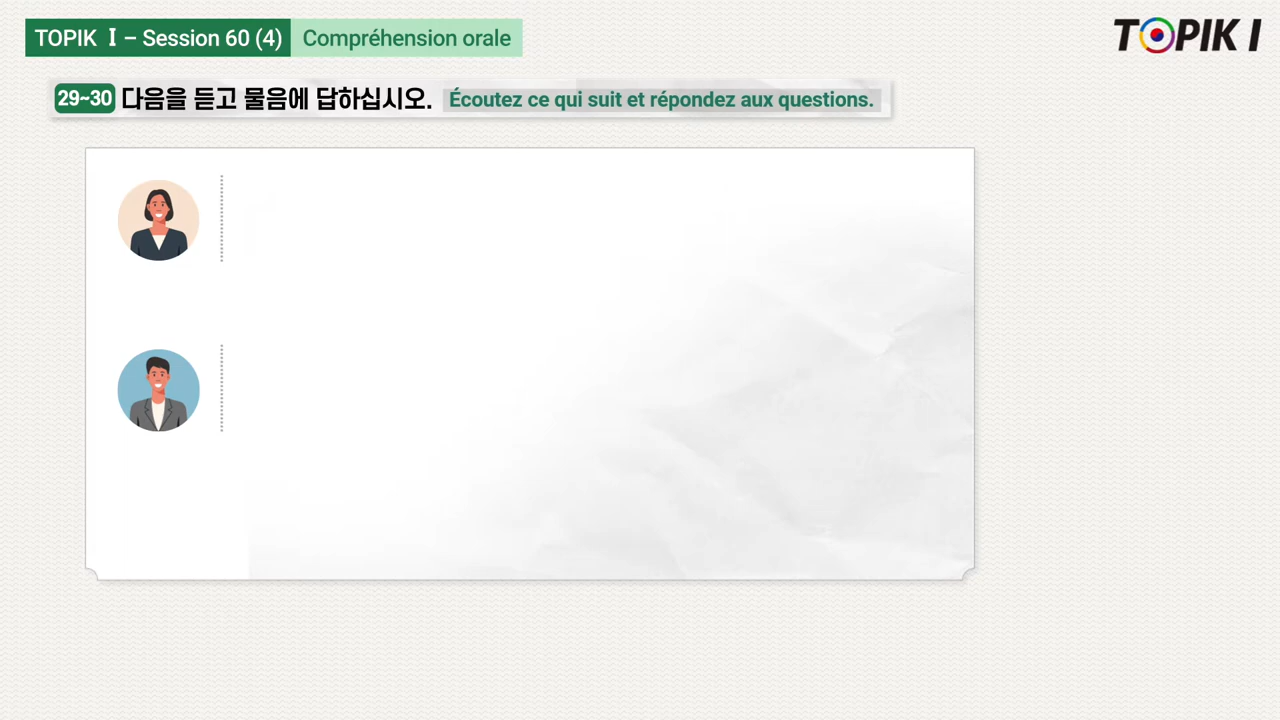 TOPIK Ⅰ – Session 60 (4) Compréhension orale
TOPIK I
29~30 다음을 듣고 물음에 답하십시오. Écoutez ce qui suit et répondez aux questions.